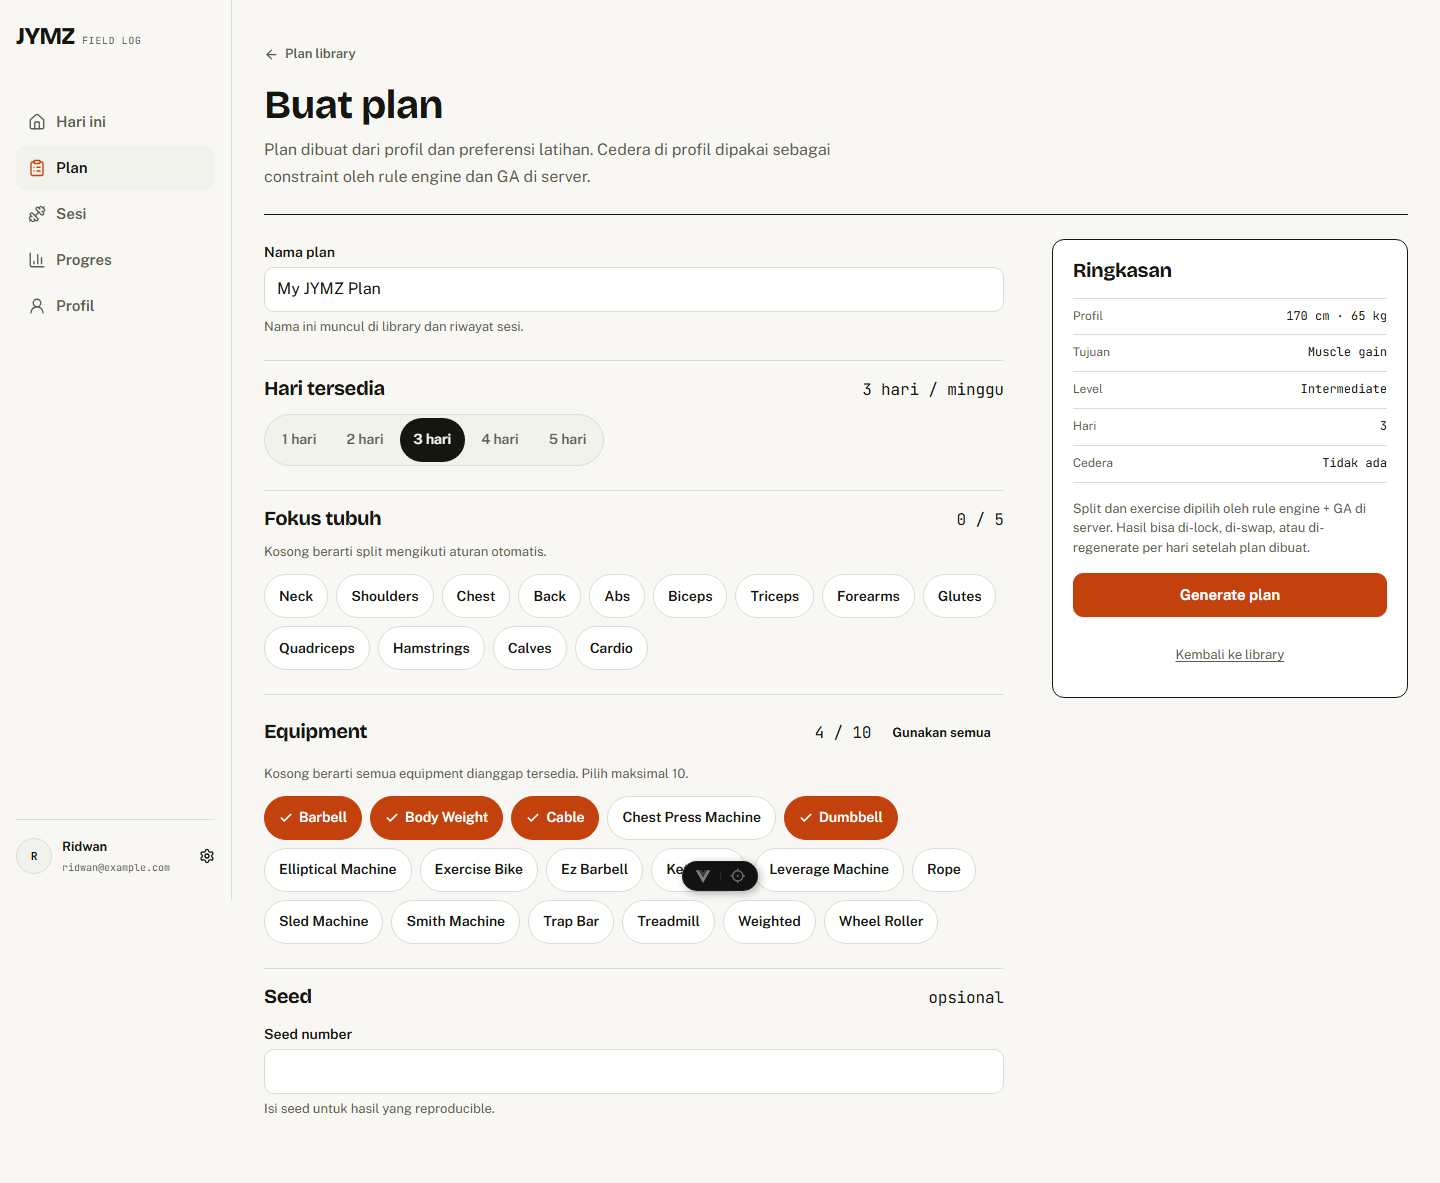 JYMZ FIELD LOG
Hari ini
Plan
Sesi
Progres
Profil
R
Ridwan
ridwan@example.com
Plan library
Buat plan
Plan dibuat dari profil dan preferensi latihan. Cedera di profil dipakai sebagai
constraint oleh rule engine dan GA di server.
Nama plan
My JYMZ Plan
Nama ini muncul di library dan riwayat sesi.
Hari tersedia 3 hari / minggu
1 hari 2 hari 3 hari 4 hari 5 hari
Fokus tubuh 0 / 5
Kosong berarti split mengikuti aturan otomatis.
Neck Shoulders Chest Back Abs Biceps Triceps Forearms Glutes
Quadriceps Hamstrings Calves Cardio
Equipment 4 / 10 Gunakan semua
Kosong berarti semua equipment dianggap tersedia. Pilih maksimal 10.
Barbell Body Weight Cable Chest Press Machine Dumbbell
Elliptical Machine Exercise Bike Ez Barbell Leverage Machine Rope
Sled Machine Smith Machine Trap Bar Treadmill Weighted Wheel Roller
Seed opsional
Seed number
Isi seed untuk hasil yang reproducible.
Ringkasan
Profil 170 cm · 65 kg
Tujuan Muscle gain
Level Intermediate
Hari 3
Cedera Tidak ada
Split dan exercise dipilih oleh rule engine + GA di
server. Hasil bisa di-lock, di-swap, atau di-
regenerate per hari setelah plan dibuat.
Generate plan
Kembali ke library